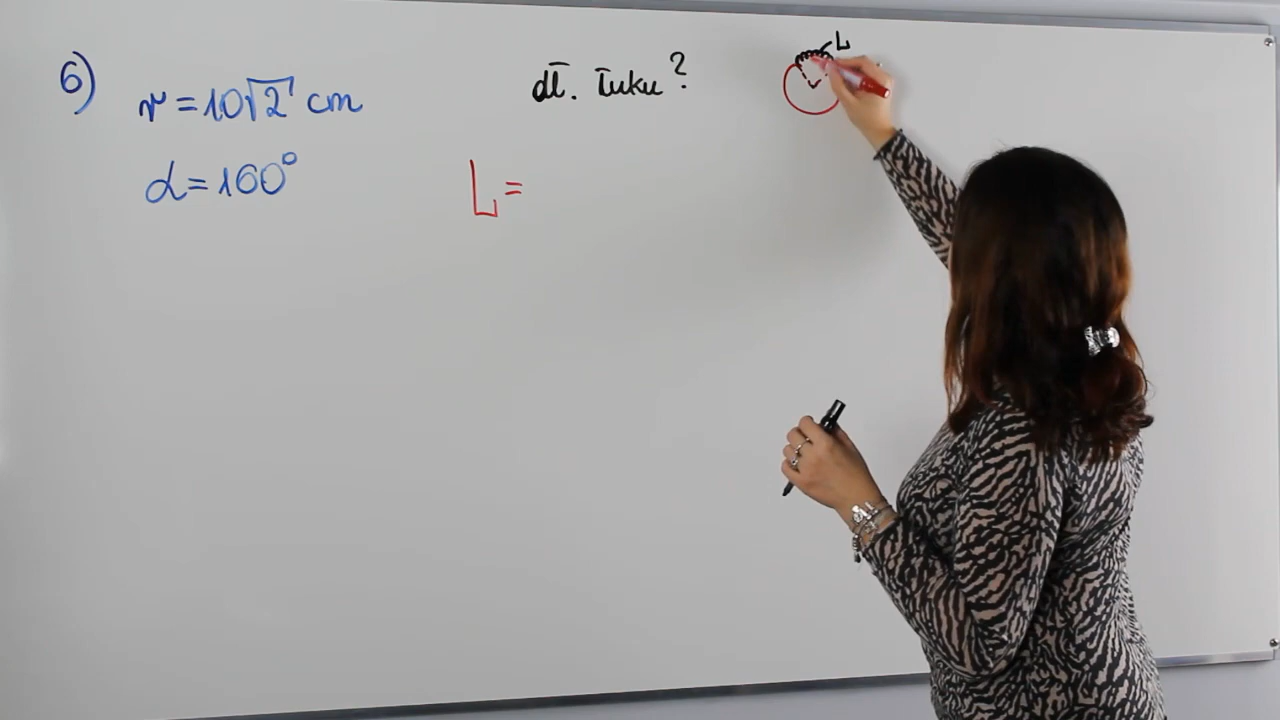 6)
r = 10√2 cm
dł. łuku?
L
α = 160°
L =